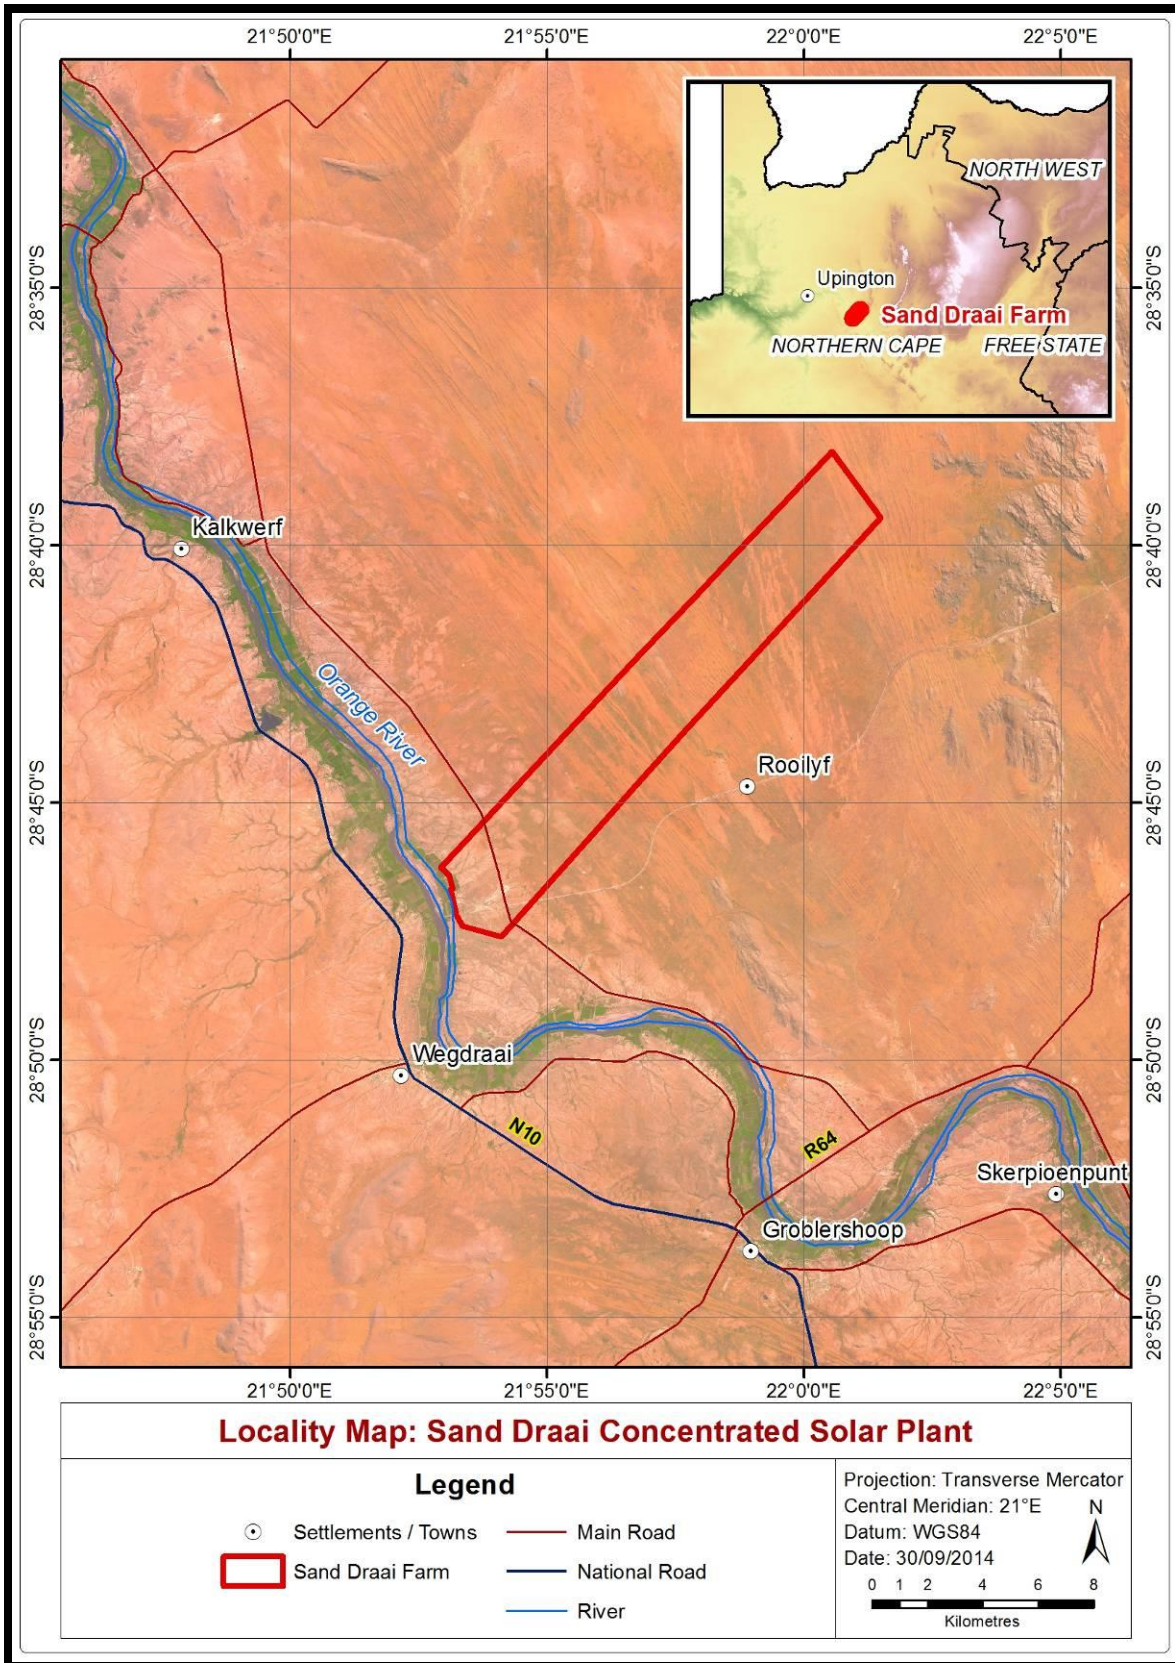 21°50'0"E 21°55'0"E 22°0'0"E 22°5'0"E
NORTH WEST
28°35'0"S
28°35'0"S
Upington
Sand Draai Farm
NORTHERN CAPE
FREE STATE
Kalkwerf
28°40'0"S
28°40'0"S
Orange River
Rooilyf
28°45'0"S
28°45'0"S
Wegdraai
28°50'0"S
28°50'0"S
N10
R64
Skerpioenpunt
Groblershoop
28°55'0"S
28°55'0"S
21°50'0"E 21°55'0"E 22°0'0"E 22°5'0"E
Locality Map: Sand Draai Concentrated Solar Plant
Legend
Settlements / Towns
Sand Draai Farm
Main Road
National Road
River
Projection: Transverse Mercator
Central Meridian: 21°E
Datum: WGS84
Date: 30/09/2014
N
0 1 2 4 6 8
Kilometres